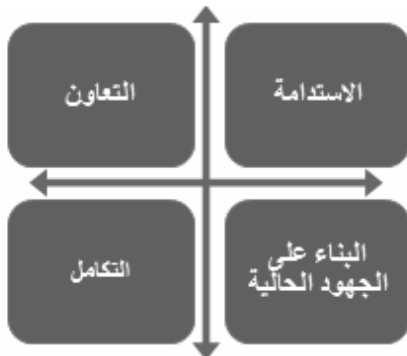 الاستدامة
التعاون
البناء على
الجهود الحالية
التكامل